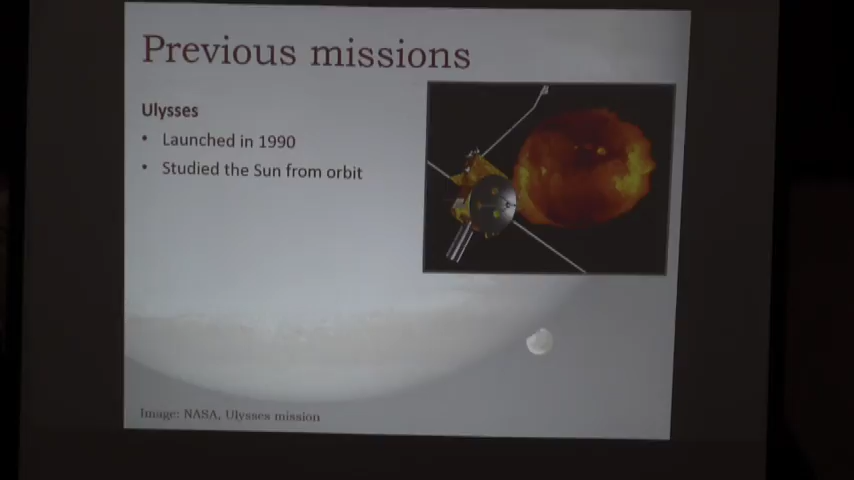 Previous missions
Ulysses
• Launched in 1990
• Studied the Sun from orbit
Image: NASA, Ulysses mission